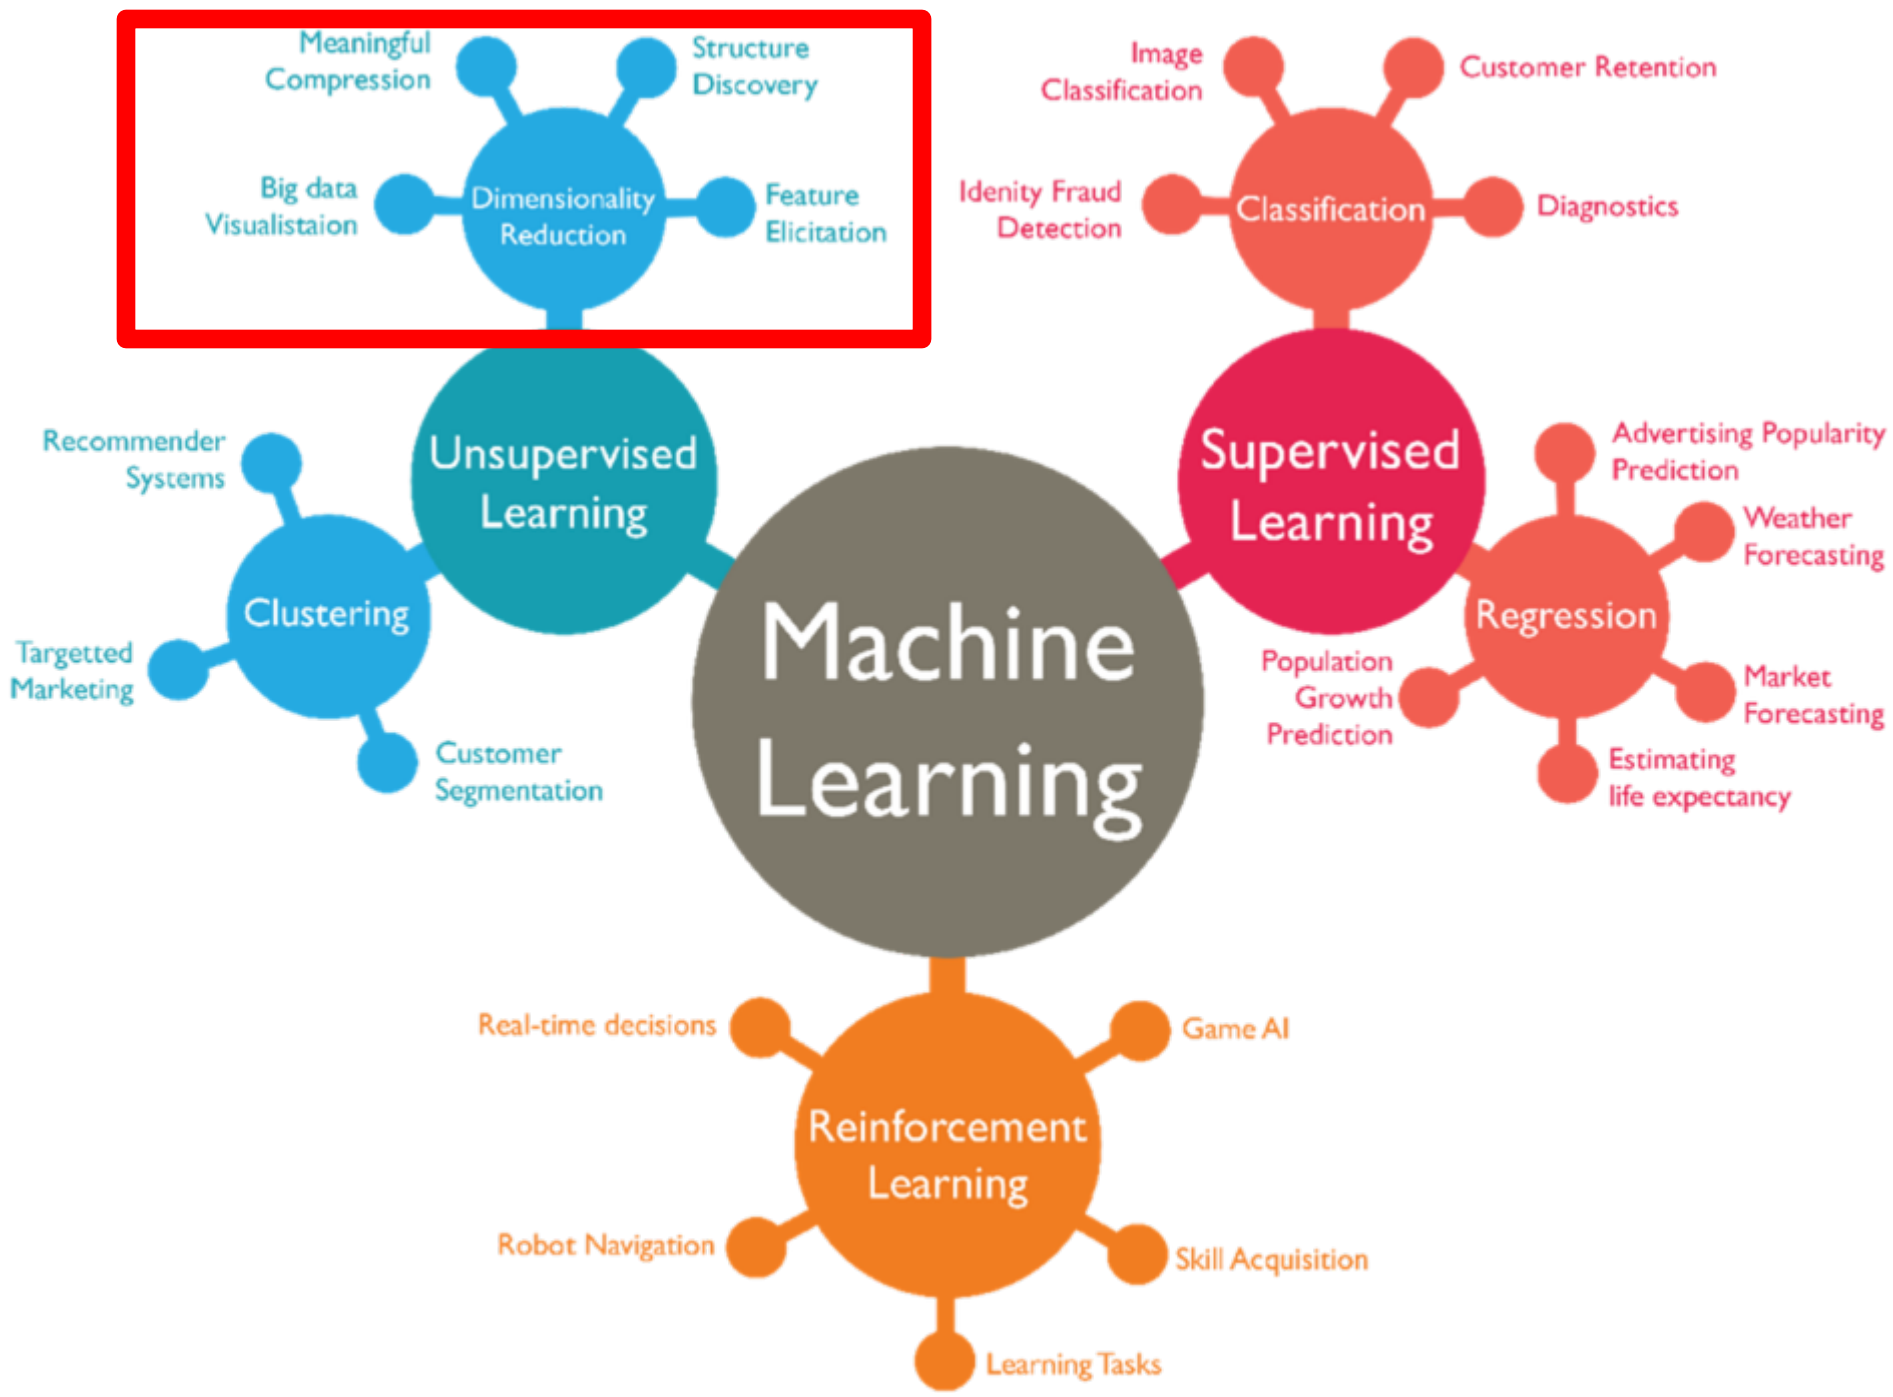 Meaningful
Compression
Structure
Discovery
Big data
Visualistaion
Dimensionality
Reduction
Feature
Elicitation
Image
Classification
Customer Retention
Idenity Fraud
Detection
Classification
Diagnostics
Unsupervised
Learning
Recommender
Systems
Clustering
Targetted
Marketing
Customer
Segmentation
Machine
Learning
Supervised
Learning
Advertising Popularity
Prediction
Weather
Forecasting
Regression
Population
Growth
Prediction
Market
Forecasting
Estimating
life expectancy
Real-time decisions
Game AI
Reinforcement
Learning
Robot Navigation
Skill Acquisition
Learning Tasks